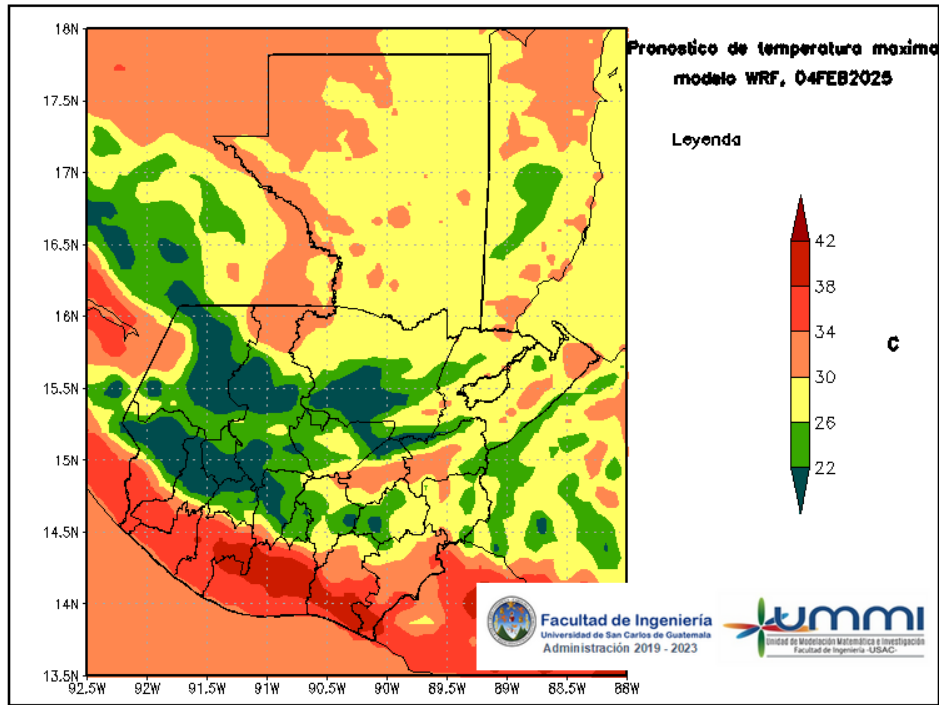 Pronostico de temperatura maxima
modelo WRF, 04FEB2025
Leyenda
42
38
34
30
26
22
C
18N
17.5N
17N
16.5N
16N
15.5N
15N
14.5N
14N
13.5N
92.5W
92W
91.5W
91W
90.5W
90W
89.5W
89W
88.5W
88W
Facultad de Ingeniería
Universidad de San Carlos de Guatemala
Administración 2019 - 2023
ummi
Unidad de Modelación Matemática e Investigación
Facultad de Ingeniería -USAC-